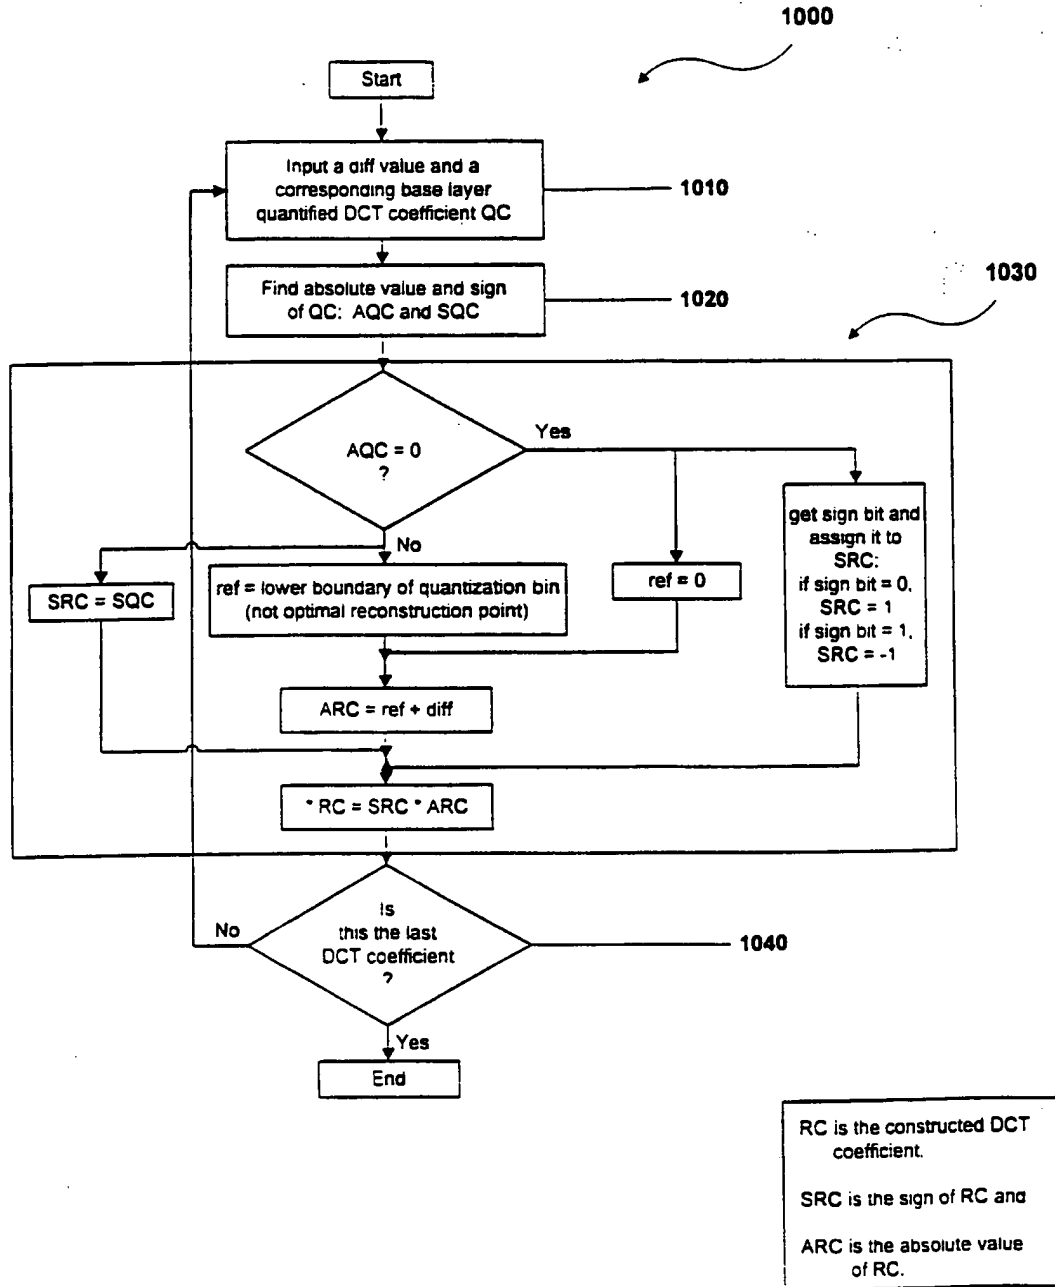 1000
Start
Input a diff value and a
corresponding base layer
quantified DCT coefficient QC
1010
Find absolute value and sign
of QC: AQC and SQC
1020
1030
AQC = 0
?
Yes
No
SRC = SQC
ref = lower boundary of quantization bin
(not optimal reconstruction point)
ref = 0
get sign bit and
assign it to
SRC:
if sign bit = 0,
SRC = 1
if sign bit = 1,
SRC = -1
ARC = ref + diff
* RC = SRC * ARC
Is
this the last
DCT coefficient
?
No
1040
Yes
End
RC is the constructed DCT
coefficient.
SRC is the sign of RC and
ARC is the absolute value
of RC.